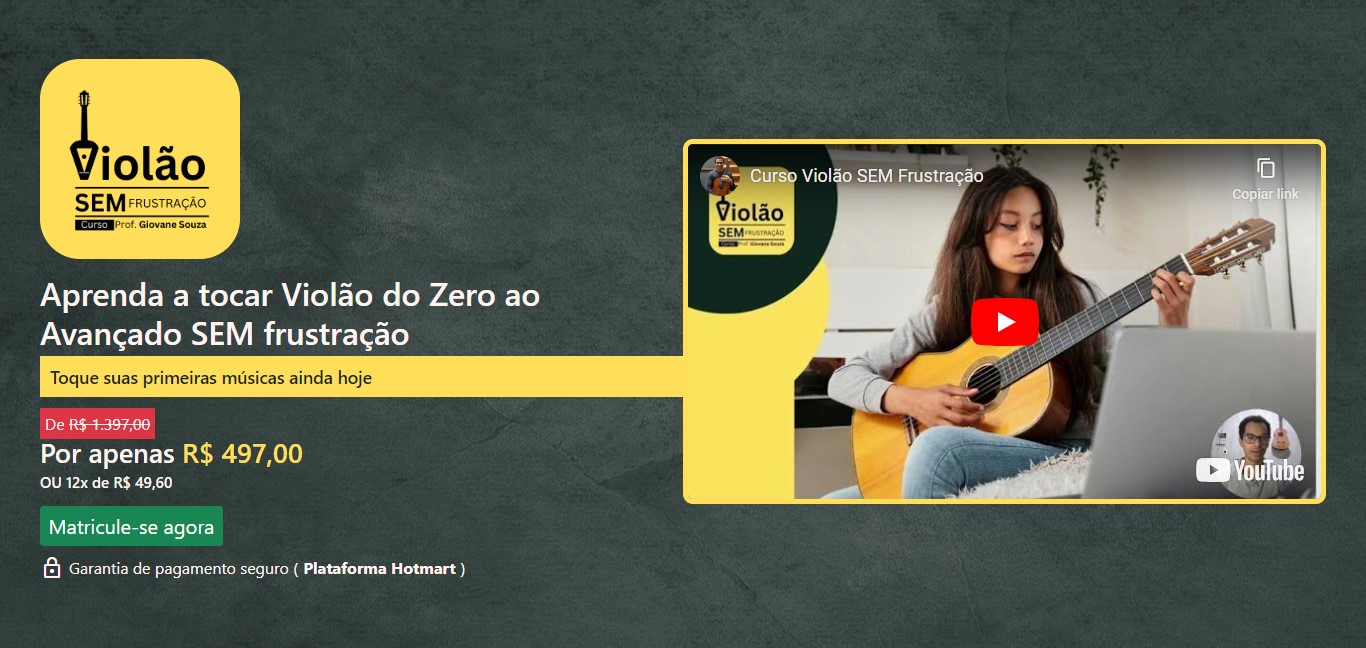 Violão
SEM FRUSTRAÇÃO
Curso Prof. Giovane Souza
Aprenda a tocar Violão do Zero ao
Avançado SEM frustração
Toque suas primeiras músicas ainda hoje
De R$ 1.397,00
Por apenas R$ 497,00
OU 12x de R$ 49,60
Matricule-se agora
Garantia de pagamento seguro ( Plataforma Hotmart )
Curso Violão SEM Frustração
Copiar link
Violão
SEM FRUSTRAÇÃO
Curso Prof. Giovane Souza
YouTube